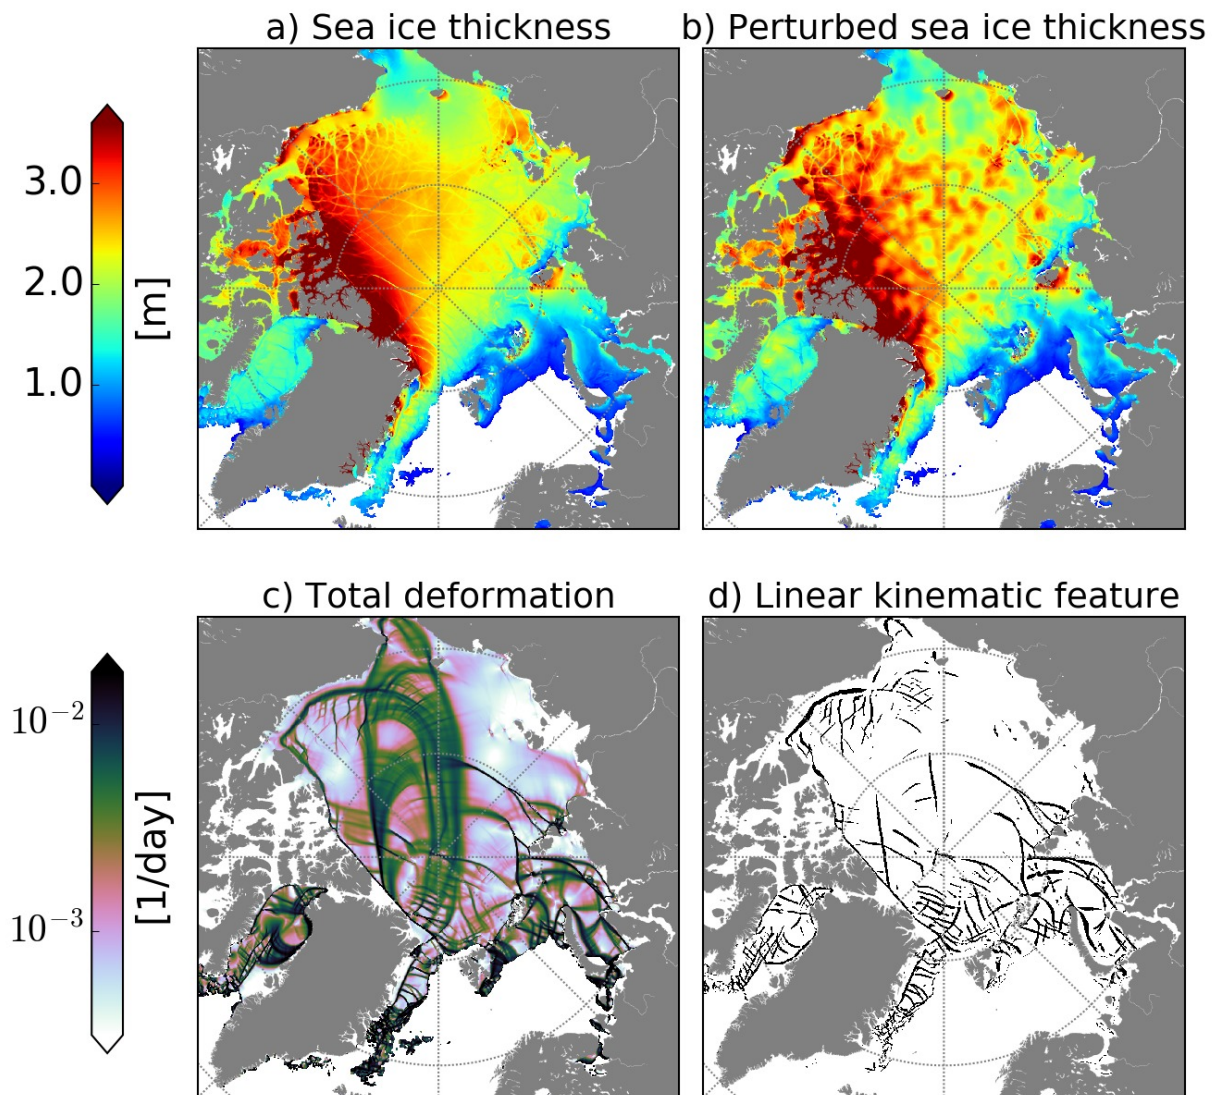 a) Sea ice thickness
b) Perturbed sea ice thickness
3.0
2.0
1.0
[m]
c) Total deformation
d) Linear kinematic feature
10⁻²
10⁻³
[1/day]